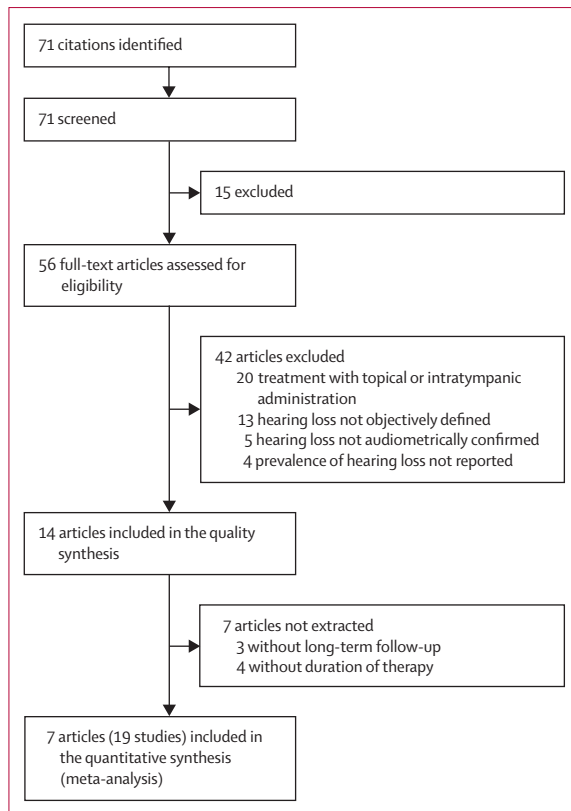 71 citations identified
71 screened
15 excluded
56 full-text articles assessed for
eligibility
42 articles excluded
20 treatment with topical or intratympanic
administration
13 hearing loss not objectively defined
5 hearing loss not audiometrically confirmed
4 prevalence of hearing loss not reported
14 articles included in the quality
synthesis
7 articles not extracted
3 without long-term follow-up
4 without duration of therapy
7 articles (19 studies) included in
the quantitative synthesis
(meta-analysis)